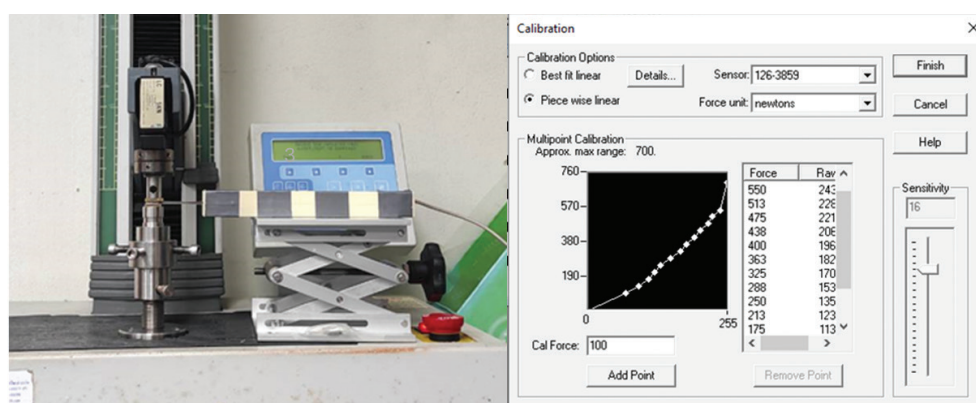 Calibration
Calibration Options
Best fit linear
Details...
Sensor: 126-3859
Piece wise linear
Force unit: newtons
Finish
Cancel
Help
Multipoint Calibration
Approx. max range: 700.
760
570
380
190
0
255
Force Rav
550 243
513 226
475 221
438 206
400 196
363 182
325 170
288 153
250 135
213 123
175 113
Cal Force: 100
Add Point
Remove Point
Sensitivity
16